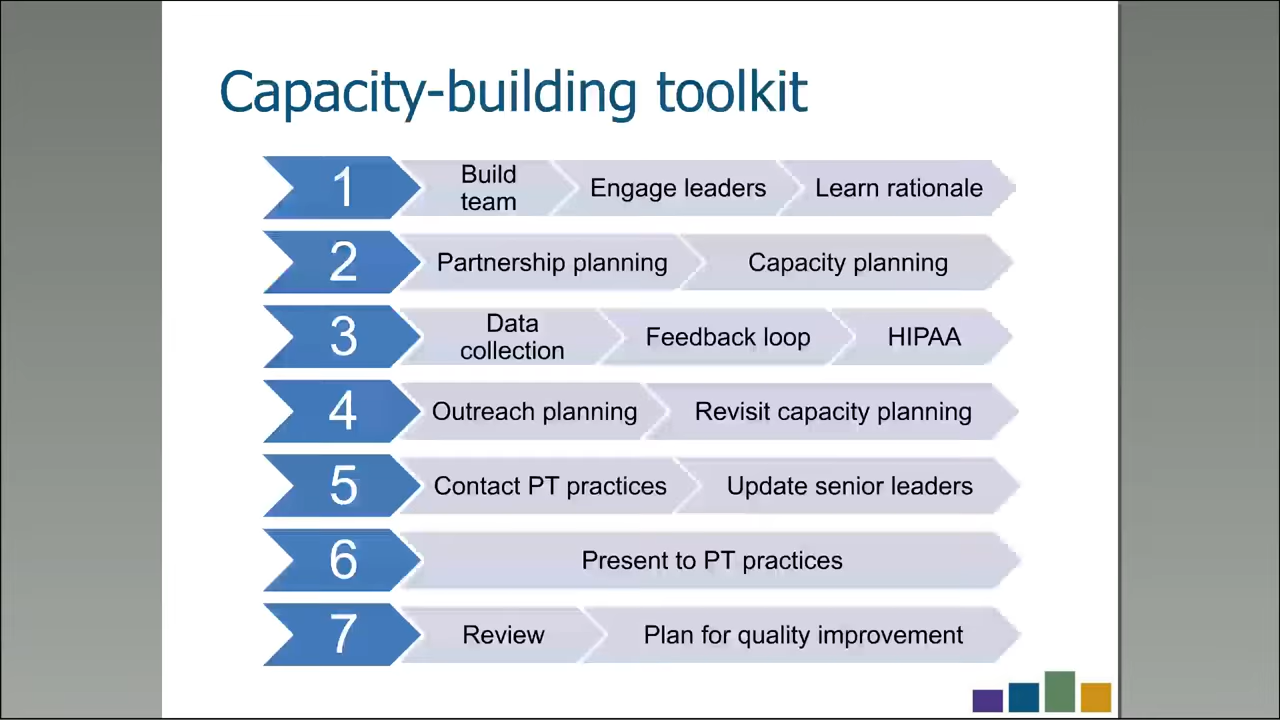 Capacity-building toolkit
1
Build
team
Engage leaders
Learn rationale
2
Partnership planning
Capacity planning
3
Data
collection
Feedback loop
HIPAA
4
Outreach planning
Revisit capacity planning
5
Contact PT practices
Update senior leaders
6
Present to PT practices
7
Review
Plan for quality improvement